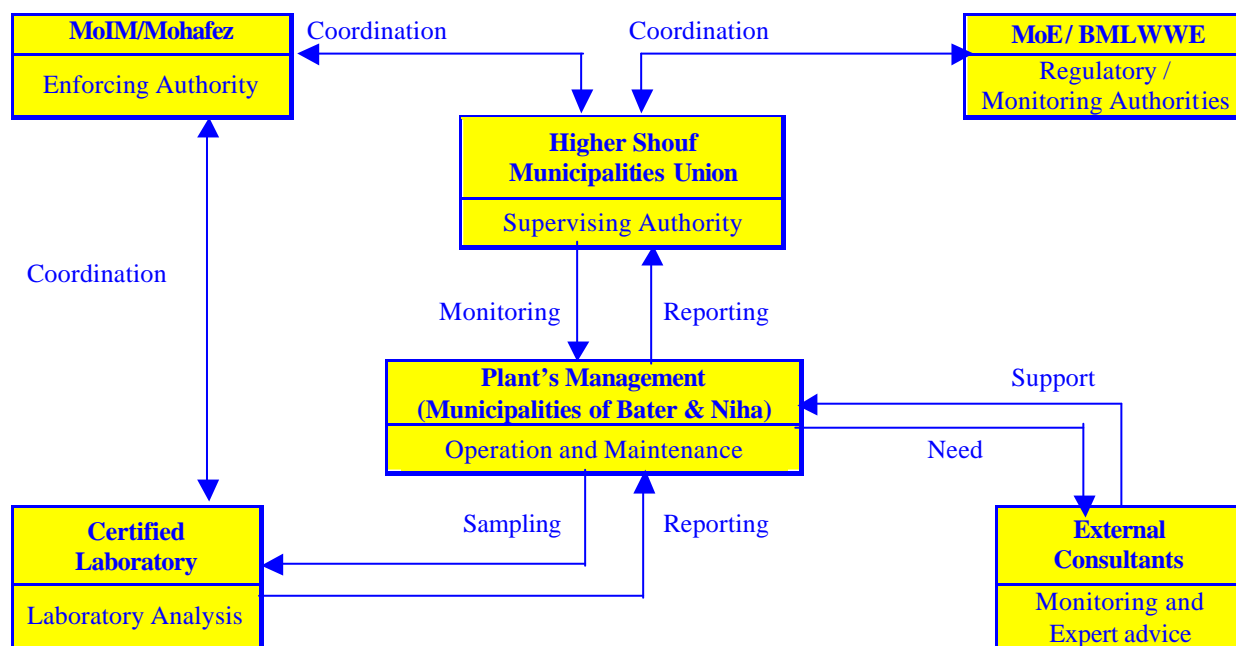 MoIM/Mohafez
Enforcing Authority
Coordination
Coordination
MoE / BMLWWE
Regulatory /
Monitoring Authorities
Higher Shouf
Municipalities Union
Supervising Authority
Coordination
Monitoring
Reporting
Plant's Management
(Municipalities of Bater & Niha)
Operation and Maintenance
Support
Need
Sampling
Reporting
Certified
Laboratory
Laboratory Analysis
External
Consultants
Monitoring and
Expert advice